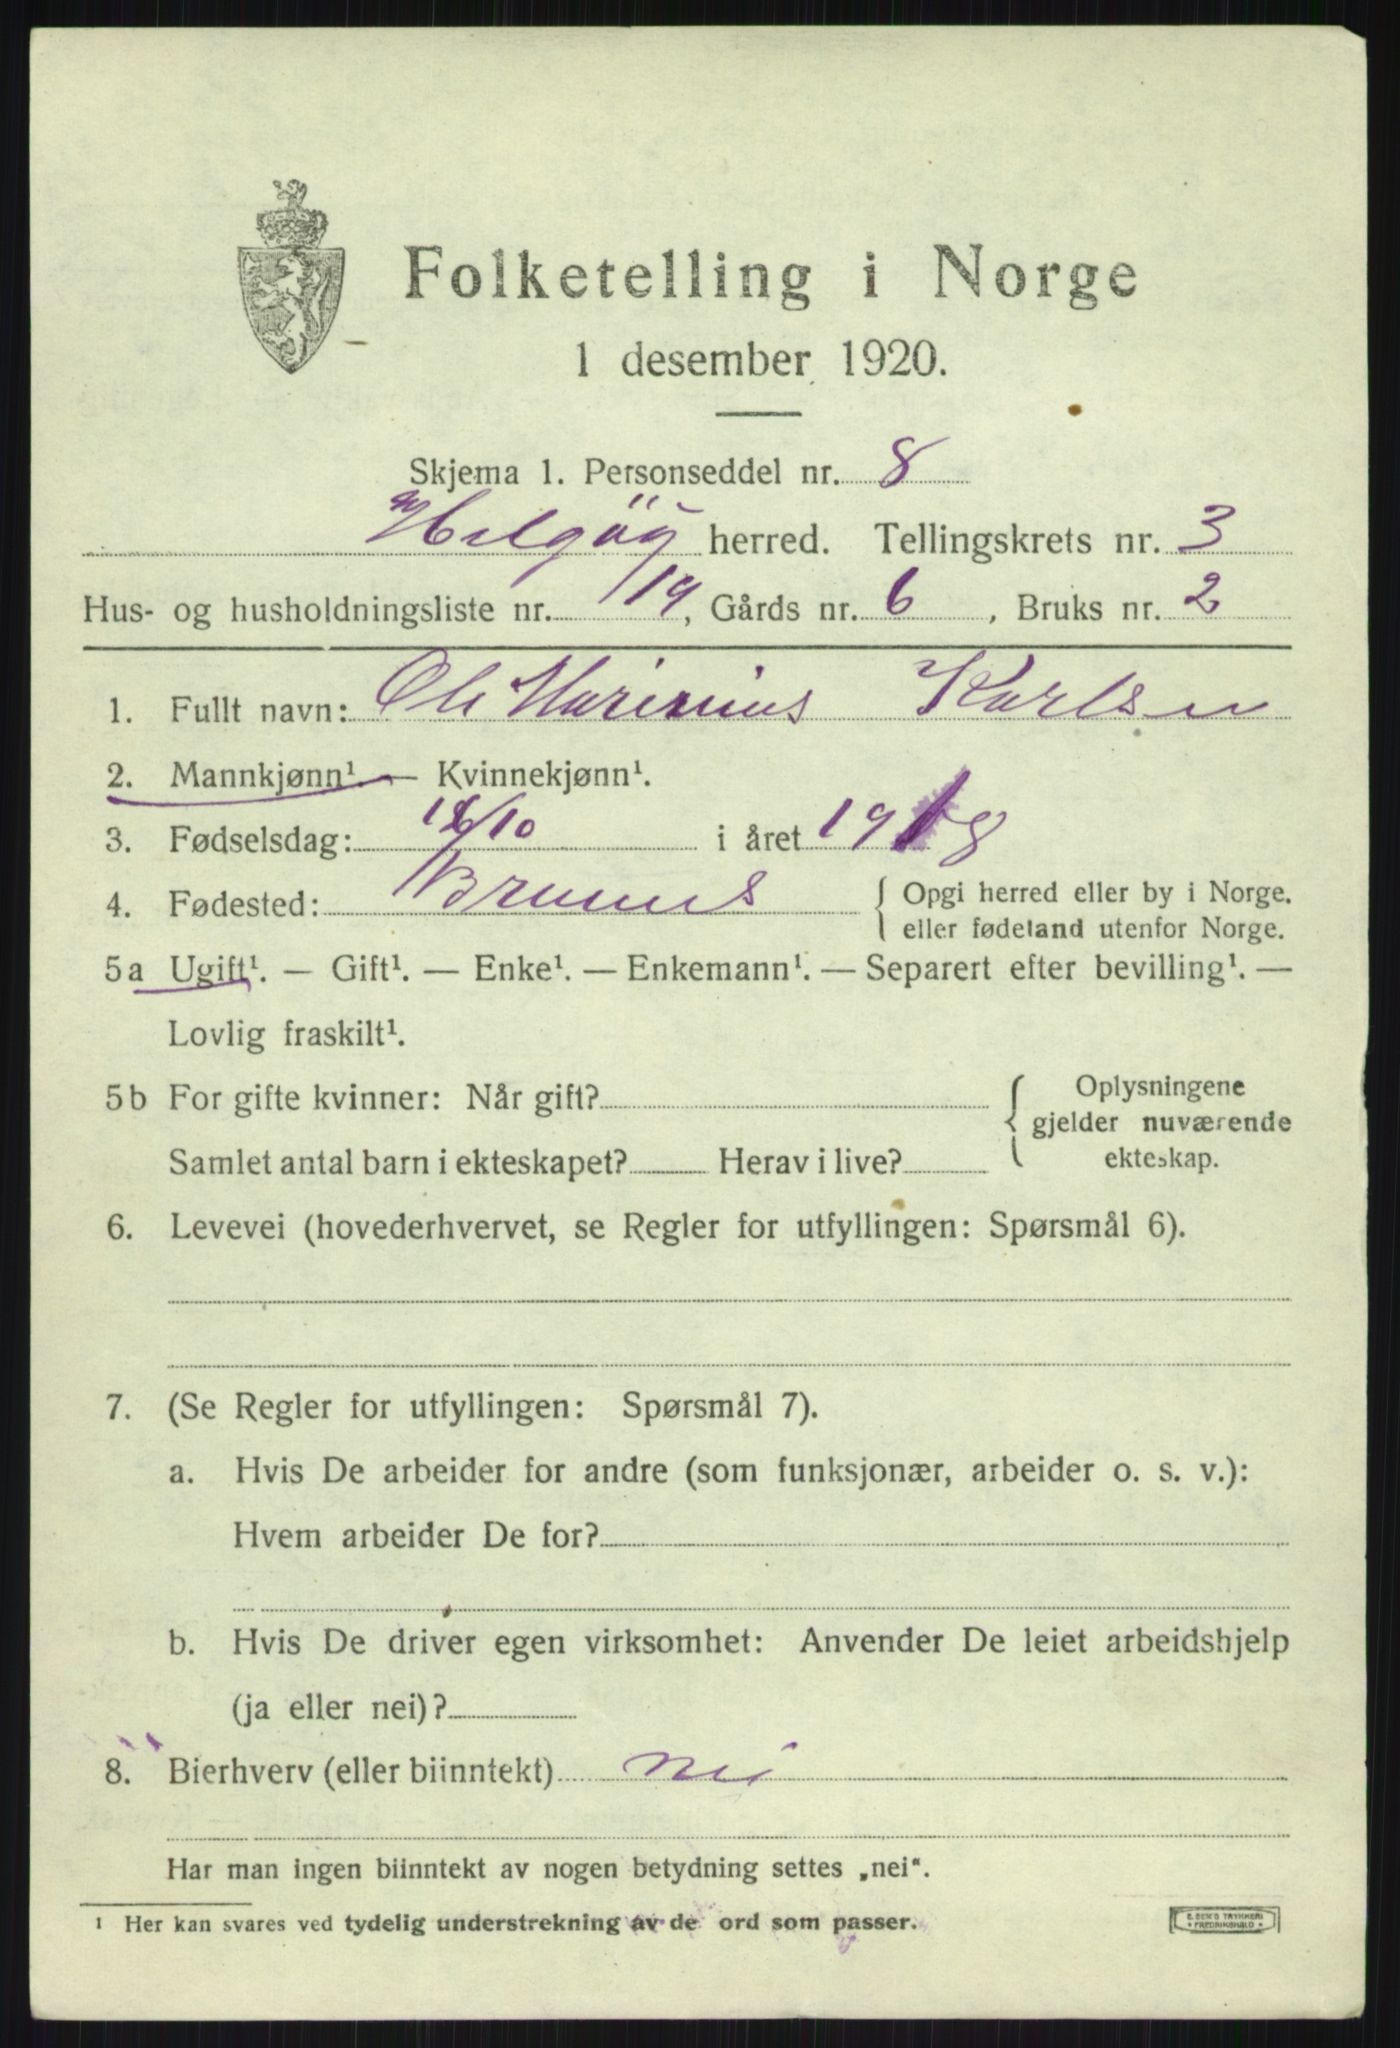 Folketelling i Norge
1 desember 1920.
Skjema 1. Personseddel nr. 8
Helgöy herred. Tellingskrets nr. 3
Hus- og husholdningsliste nr. 19, Gårds nr. 6, Bruks nr. 2
1. Fullt navn: Ole Marinius Karlsen
2. Mannkjønn¹ — Kvinnekjønn¹.
3. Fødselsdag: 16/10 i året 1918
4. Fødested: { Opgi herred eller by i Norge.
eller fødeland utenfor Norge.
5a Ugift¹. — Gift¹. — Enke¹. — Enkemann¹. — Separert efter bevilling¹. —
Lovlig fraskilt¹.
5b For gifte kvinner: Når gift? { Oplysningene
gjelder nuværende
Samlet antal barn i ekteskapet? Herav i live? ekteskap.
6. Levevei (hovederhvervet, se Regler for utfyllingen: Spørsmål 6).
7. (Se Regler for utfyllingen: Spørsmål 7).
a. Hvis De arbeider for andre (som funksjonær, arbeider o. s. v.):
Hvem arbeider De for?
b. Hvis De driver egen virksomhet: Anvender De leiet arbeidshjelp
(ja eller nei)?
8. Bierhverv (eller biinntekt) nei
Har man ingen biinntekt av nogen betydning settes „nei“.
¹ Her kan svares ved tydelig understrekning av de ord som passer.